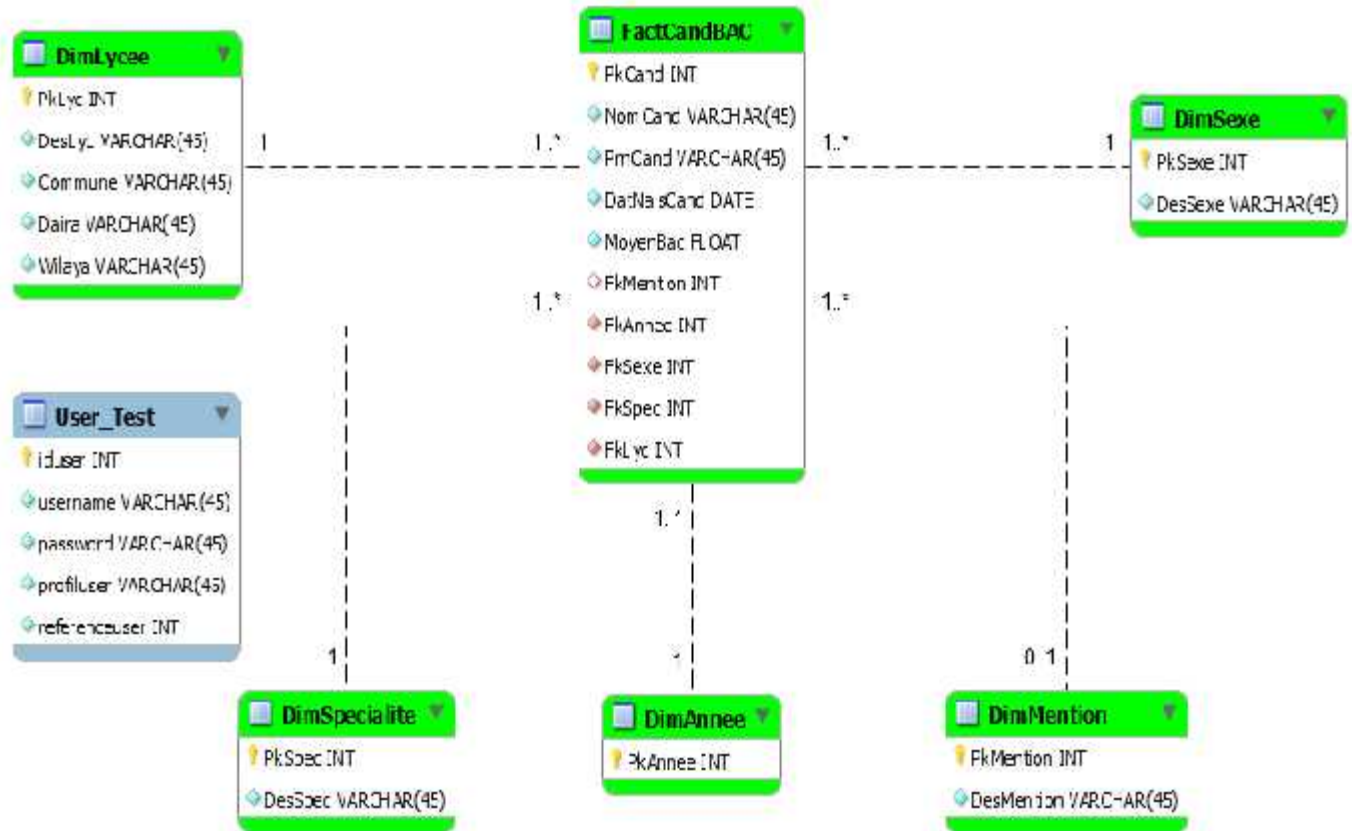 DimLycee
PkLyc INT
DesLyc VARCHAR(45)
Commune VARCHAR(45)
Daira VARCHAR(45)
Wilaya VARCHAR(45)
1
1..*
FactCandBAC
PkCand INT
NomCand VARCHAR(45)
PrnCand VARCHAR(45)
DatNaisCand DATE
MoyenBac FLOAT
FkMention INT
FkAnnee INT
FkSexe INT
FkSpec INT
FkLyc INT
1..*
1
DimSexe
PkSexe INT
DesSexe VARCHAR(45)
1..*
1..*
User_Test
iduser INT
username VARCHAR(45)
password VARCHAR(45)
profiluser VARCHAR(45)
referenceuser INT
1..*
1
1
0..1
DimSpecialite
PkSpec INT
DesSpec VARCHAR(45)
DimAnnee
PkAnnee INT
DimMention
PkMention INT
DesMention VARCHAR(45)